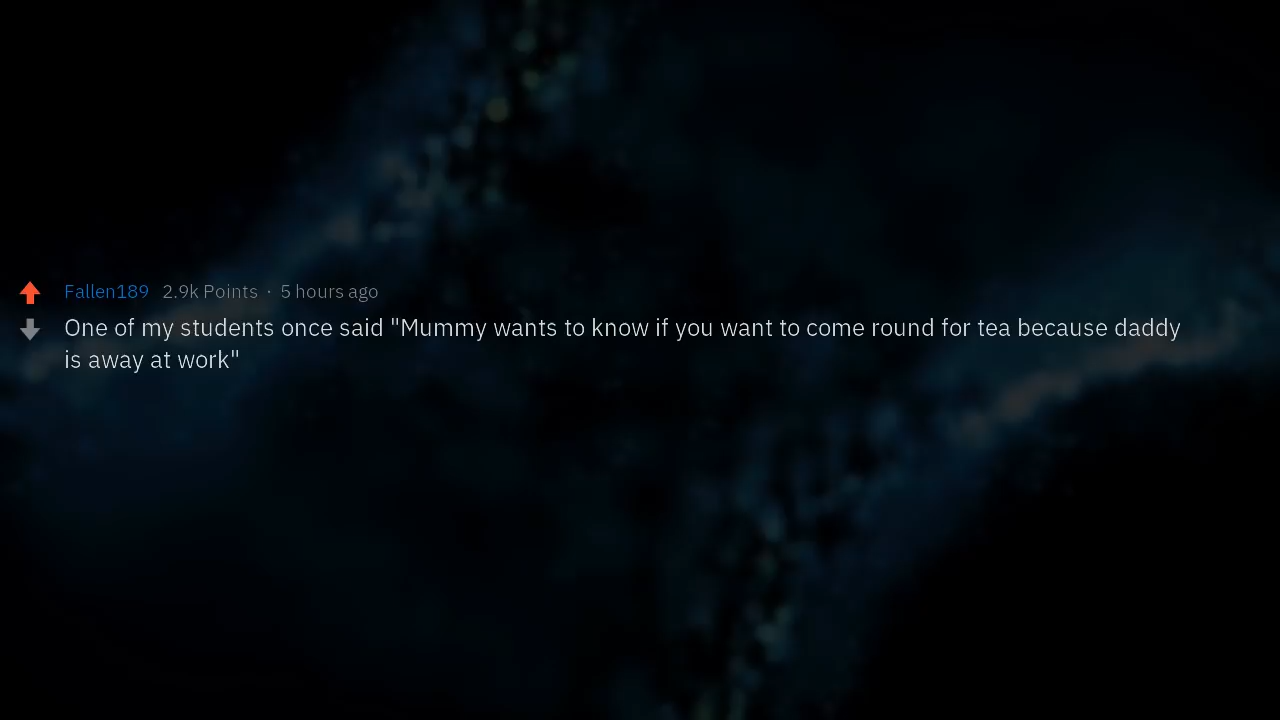 Fallen189 2.9k Points · 5 hours ago
One of my students once said "Mummy wants to know if you want to come round for tea because daddy
is away at work"